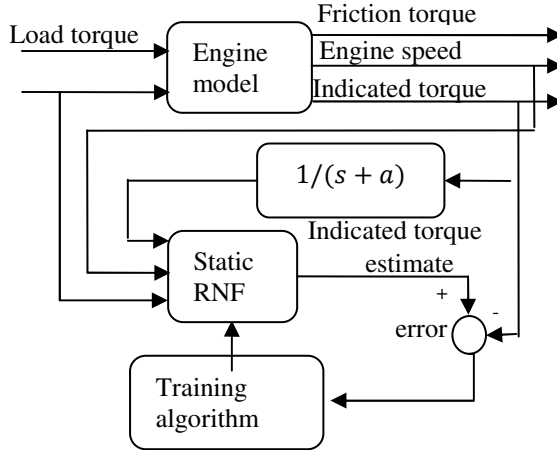 Friction torque
Load torque
Engine model
Engine speed
Indicated torque
1/(s + a)
Indicated torque
estimate
Static
RNF
+
-
error
Training
algorithm